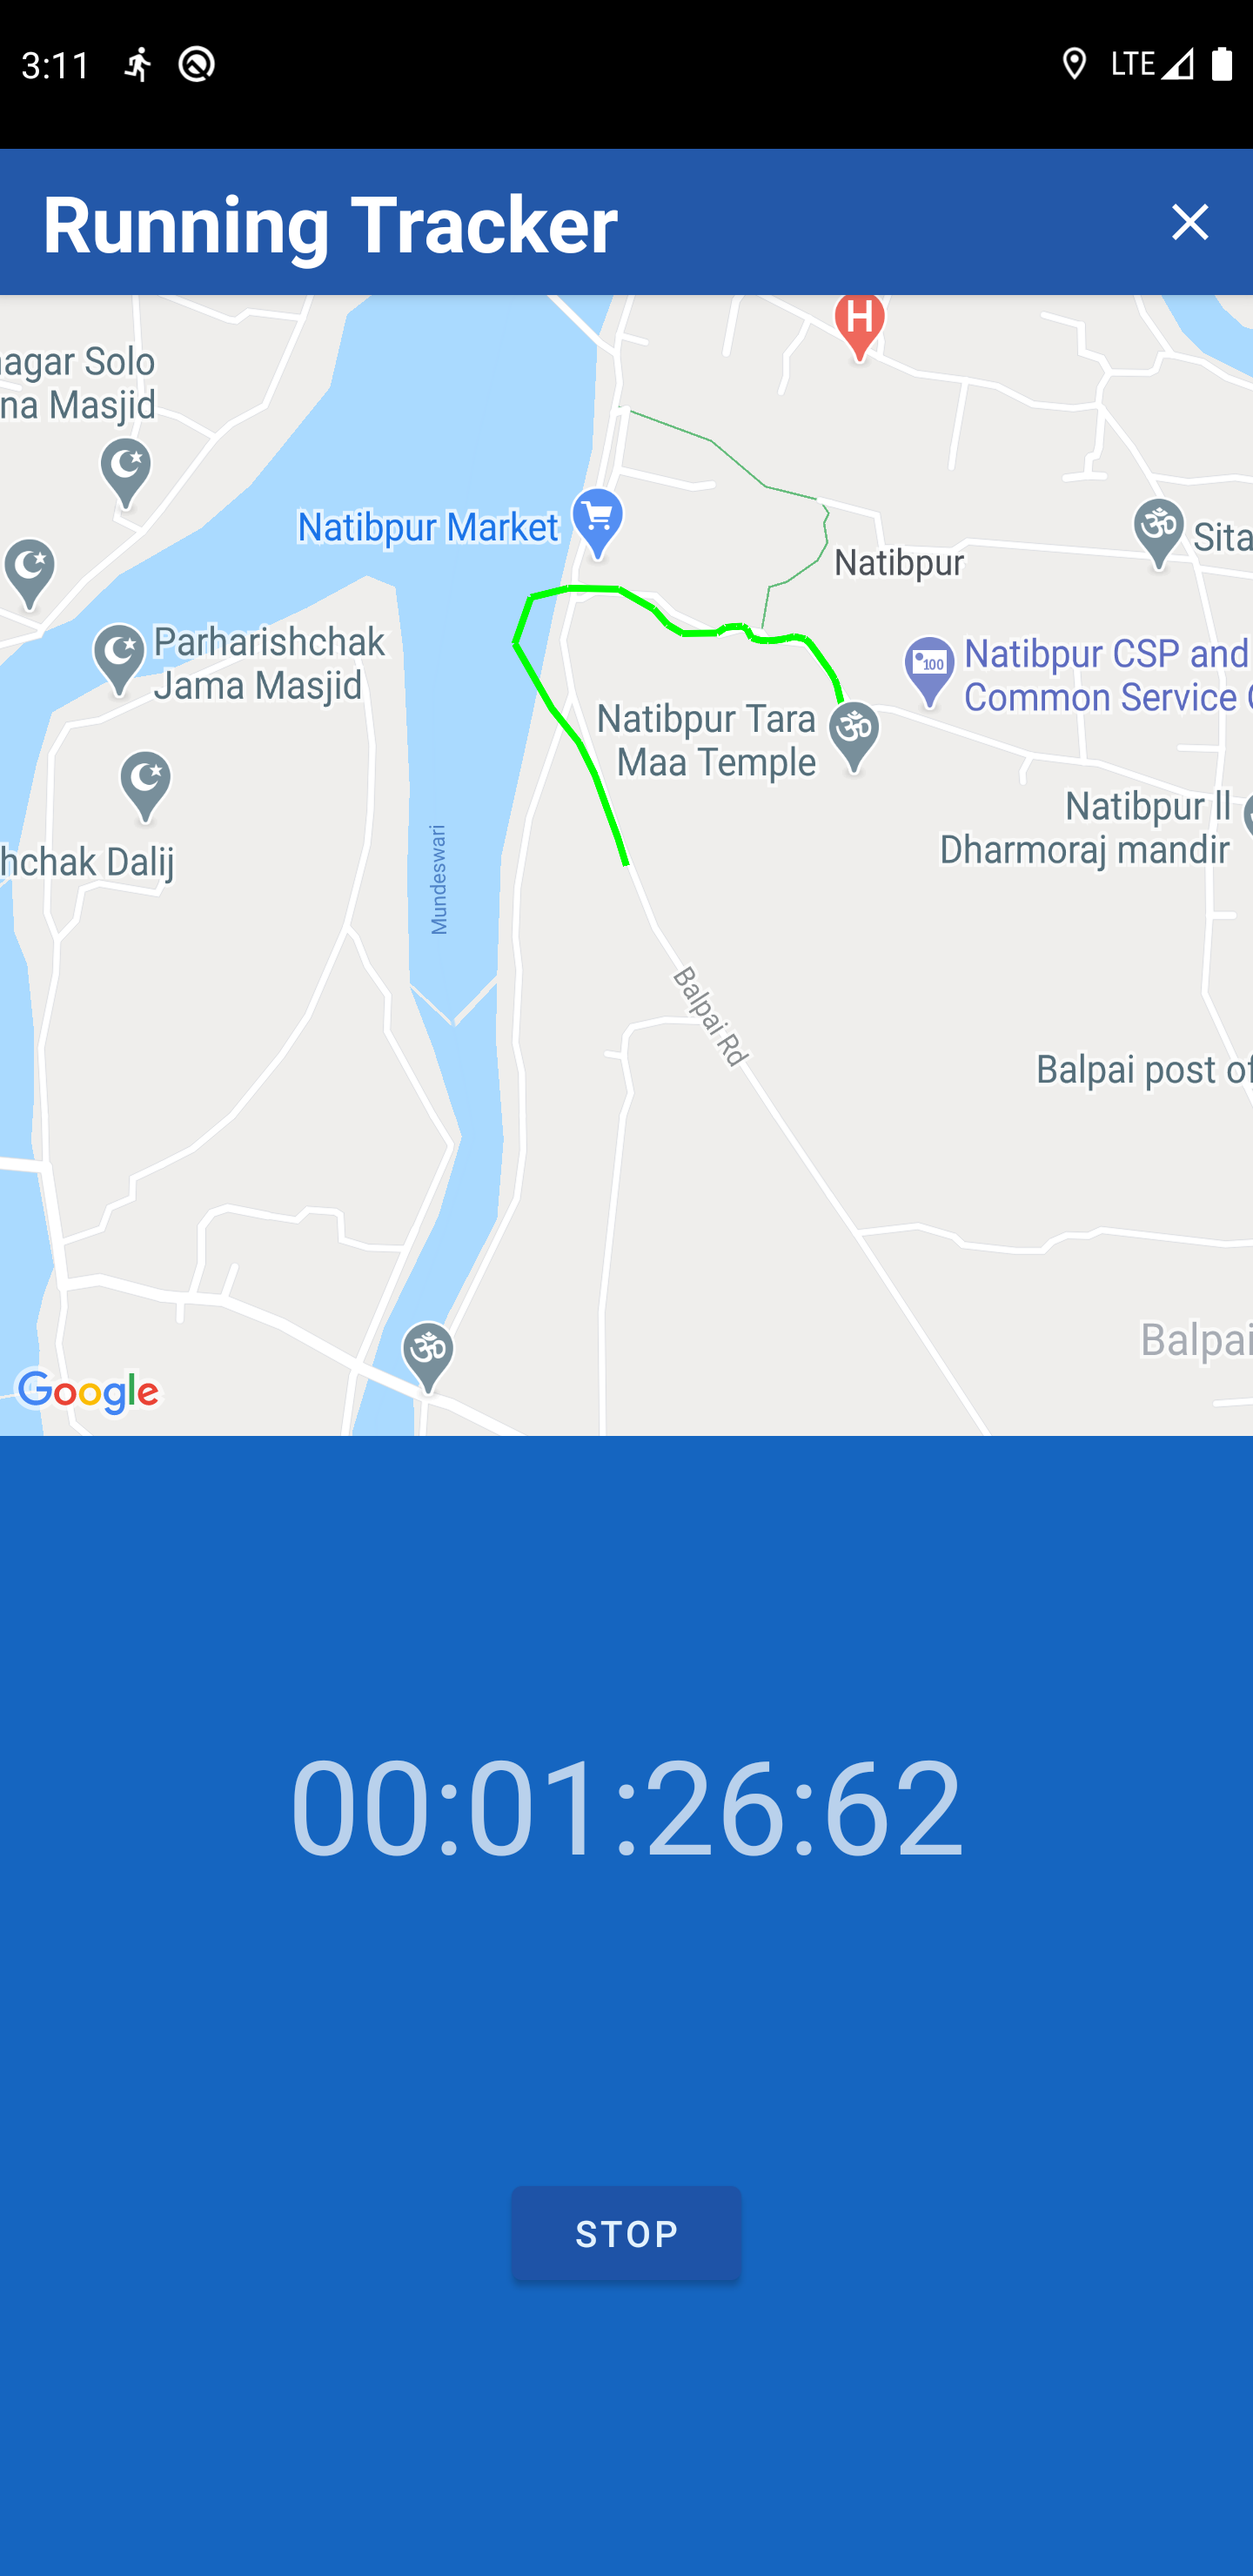 3:11
LTE
Running Tracker
H
agar Solo
na Masjid
Natibpur Market
Natibpur
Sita
Parharishchak
Jama Masjid
100
Natibpur CSP and
Common Service
Natibpur Tara
Maa Temple
ॐ
ॐ
Natibpur ll
Dharmoraj mandir
hchak Dalij
Mundeswari
Balpai Rd
Balpai post of
Balpai
ॐ
Google
00:01:26:62
STOP